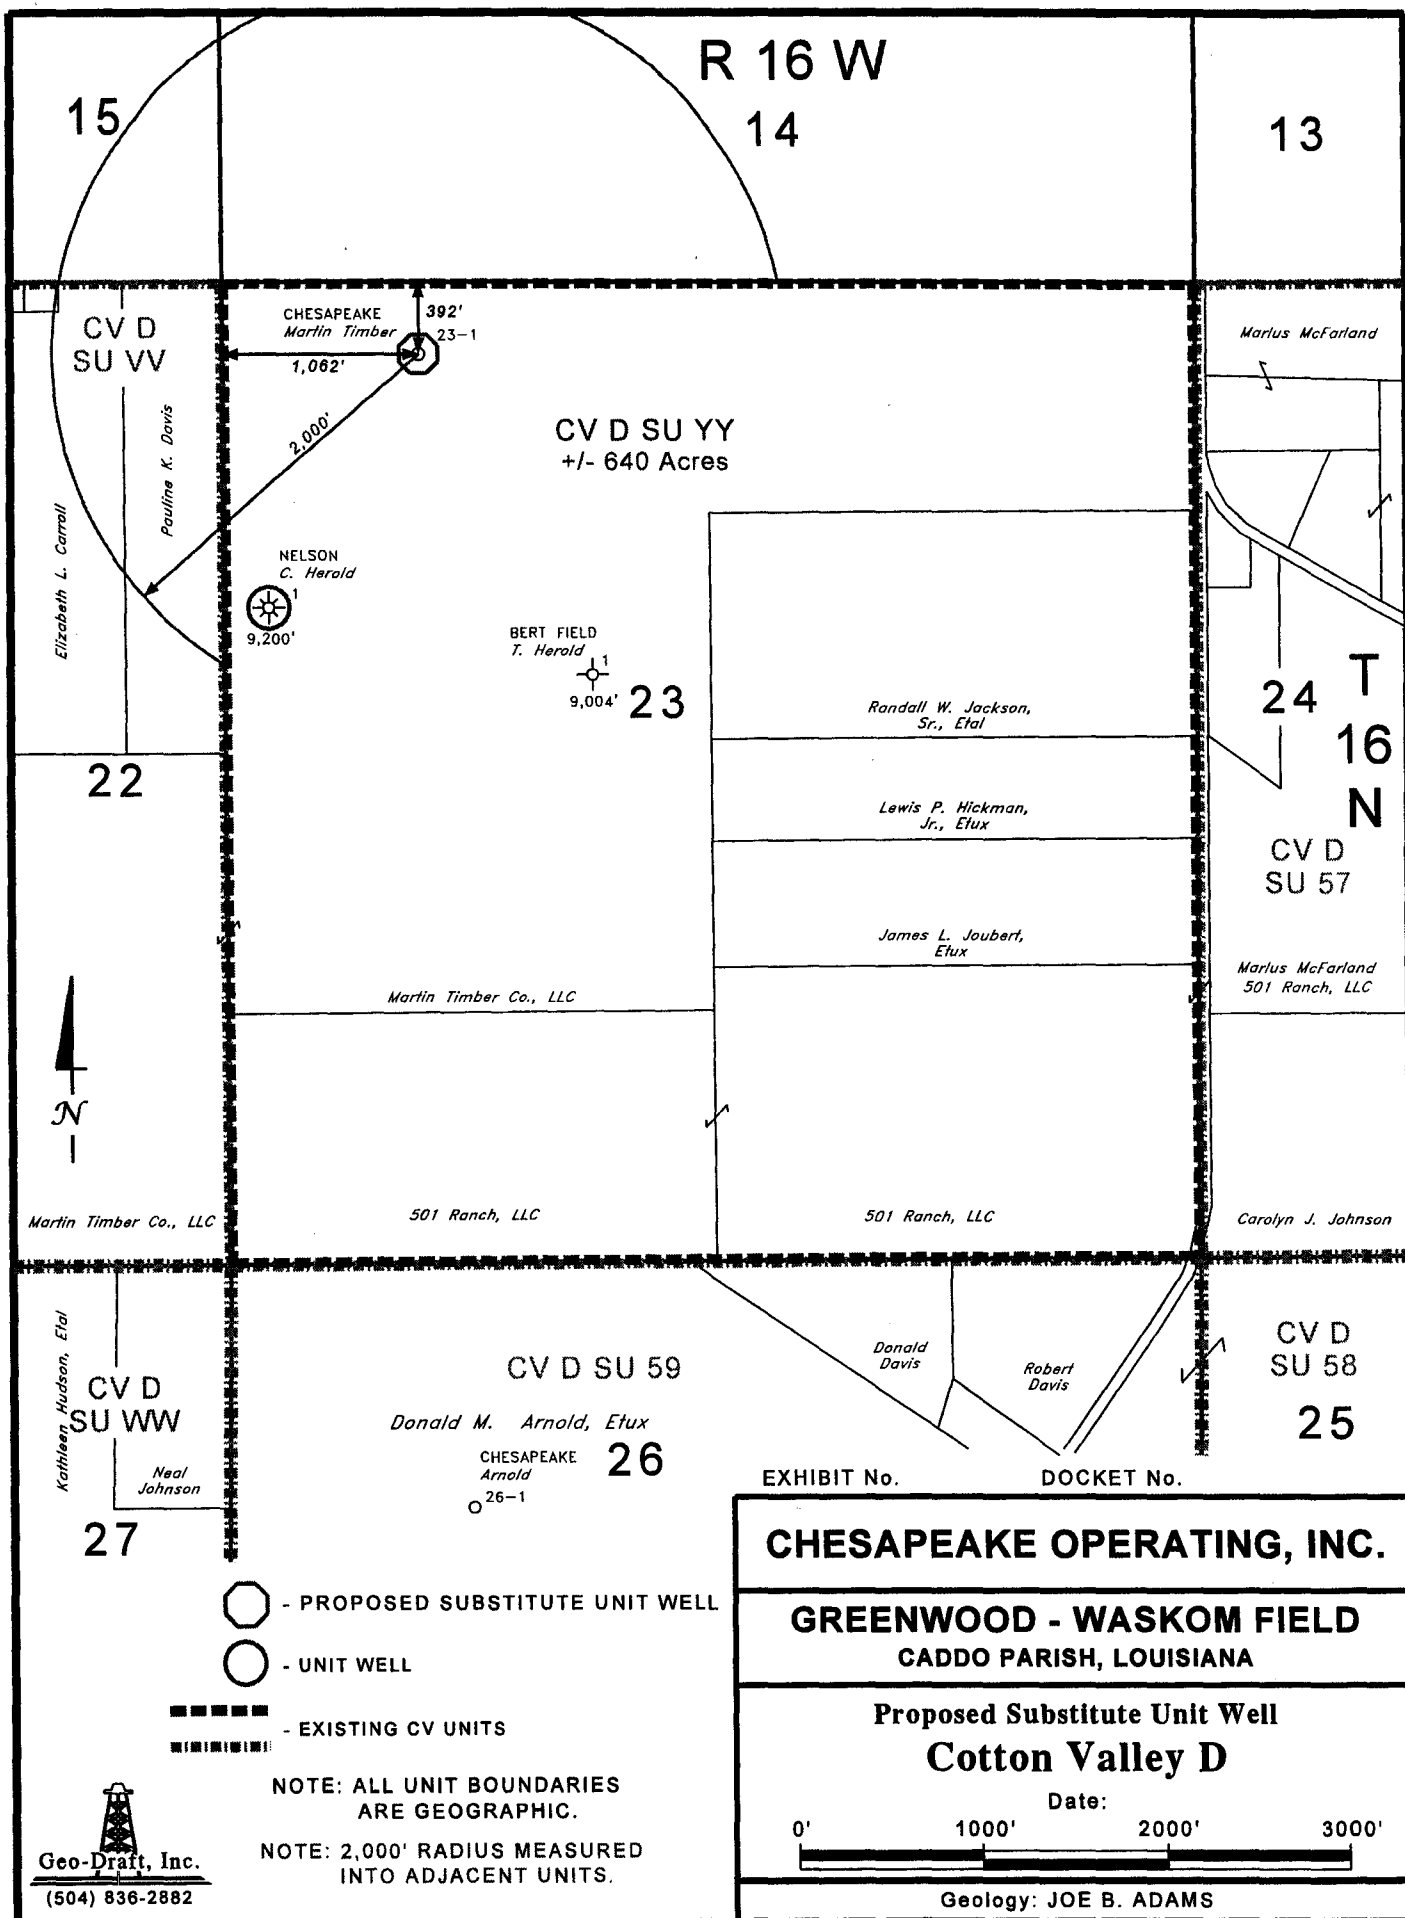 R 16 W
15
14
13
CHESAPEAKE
Martin Timber
392'
23-1
1,062'
2,000'
CV D
SU VV
Pauline K. Davis
Elizabeth L. Carroll
CV D SU YY
+/- 640 Acres
Marlus McFarland
NELSON
C. Herold
1
9,200'
BERT FIELD
T. Herold
1
9,004'
23
Randall W. Jackson,
Sr., Etal
24
T
16
N
22
Lewis P. Hickman,
Jr., Etux
CV D
SU 57
James L. Joubert,
Etux
Marlus McFarland
501 Ranch, LLC
Martin Timber Co., LLC
N
Martin Timber Co., LLC
501 Ranch, LLC
501 Ranch, LLC
Carolyn J. Johnson
Kathleen Hudson, Etal
CV D
SU WW
Neal
Johnson
27
CV D SU 59
Donald M. Arnold, Etux
CHESAPEAKE
Arnold
26-1
26
Donald
Davis
Robert
Davis
CV D
SU 58
25
EXHIBIT No.
DOCKET No.
CHESAPEAKE OPERATING, INC.
GREENWOOD - WASKOM FIELD
CADDO PARISH, LOUISIANA
Proposed Substitute Unit Well
Cotton Valley D
Date:
0' 1000' 2000' 3000'
Geology: JOE B. ADAMS
- PROPOSED SUBSTITUTE UNIT WELL
- UNIT WELL
- EXISTING CV UNITS
NOTE: ALL UNIT BOUNDARIES
ARE GEOGRAPHIC.
NOTE: 2,000' RADIUS MEASURED
INTO ADJACENT UNITS.
Geo-Draft, Inc.
(504) 836-2882